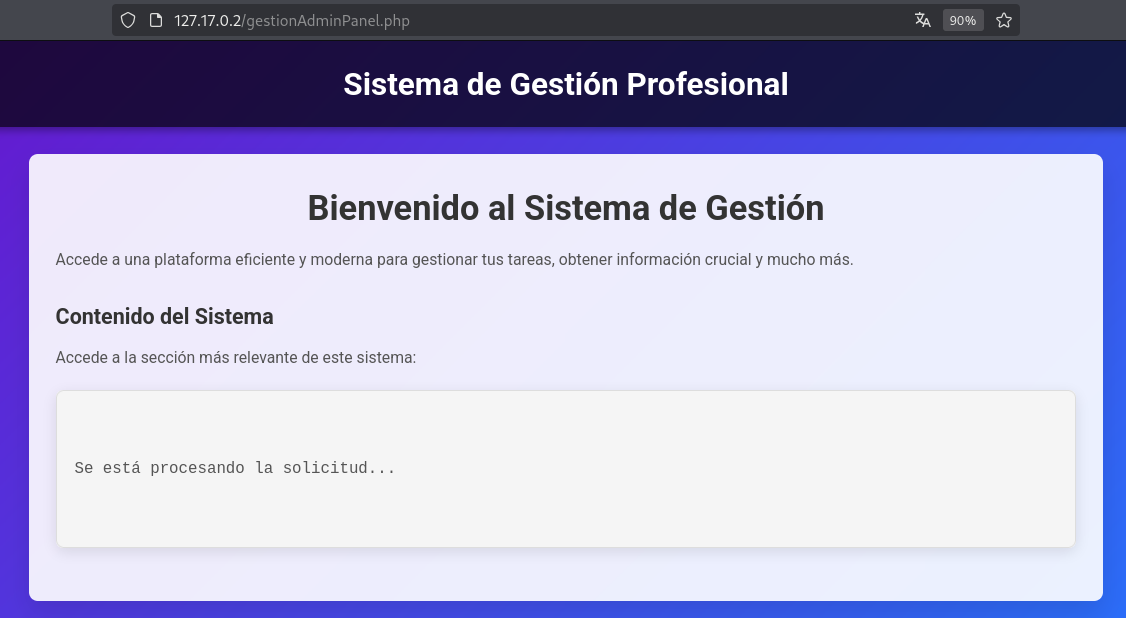 127.17.0.2/gestionAdminPanel.php
90%
Sistema de Gestión Profesional
Bienvenido al Sistema de Gestión
Accede a una plataforma eficiente y moderna para gestionar tus tareas, obtener información crucial y mucho más.
Contenido del Sistema
Accede a la sección más relevante de este sistema:
Se está procesando la solicitud...